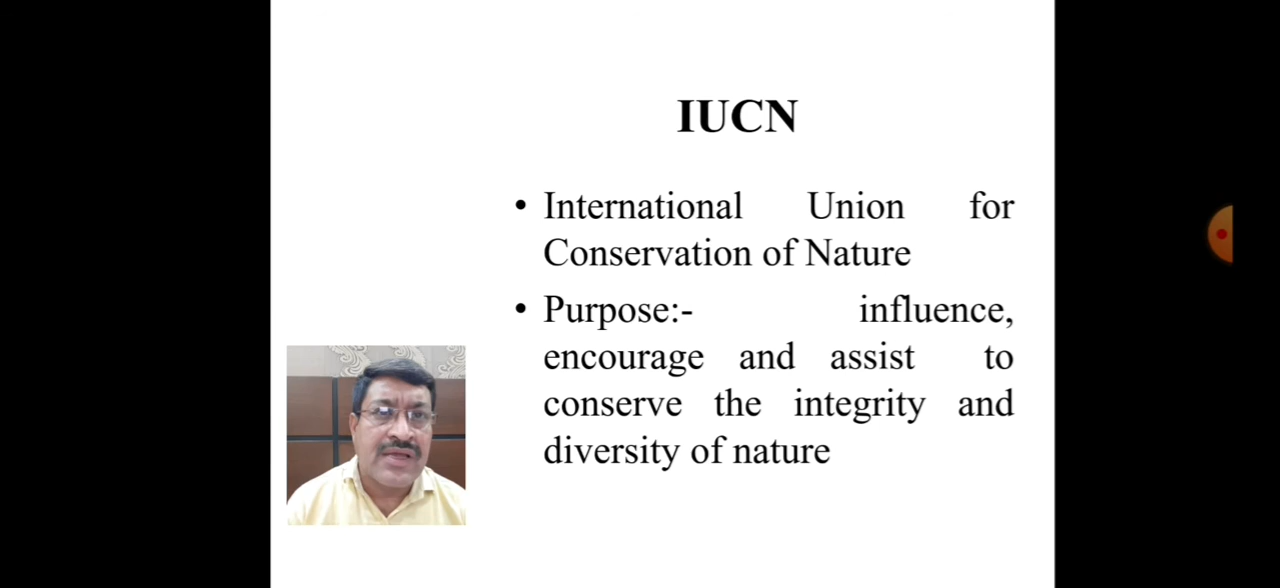 IUCN
• International Union for
Conservation of Nature
• Purpose:- influence,
encourage and assist to
conserve the integrity and
diversity of nature